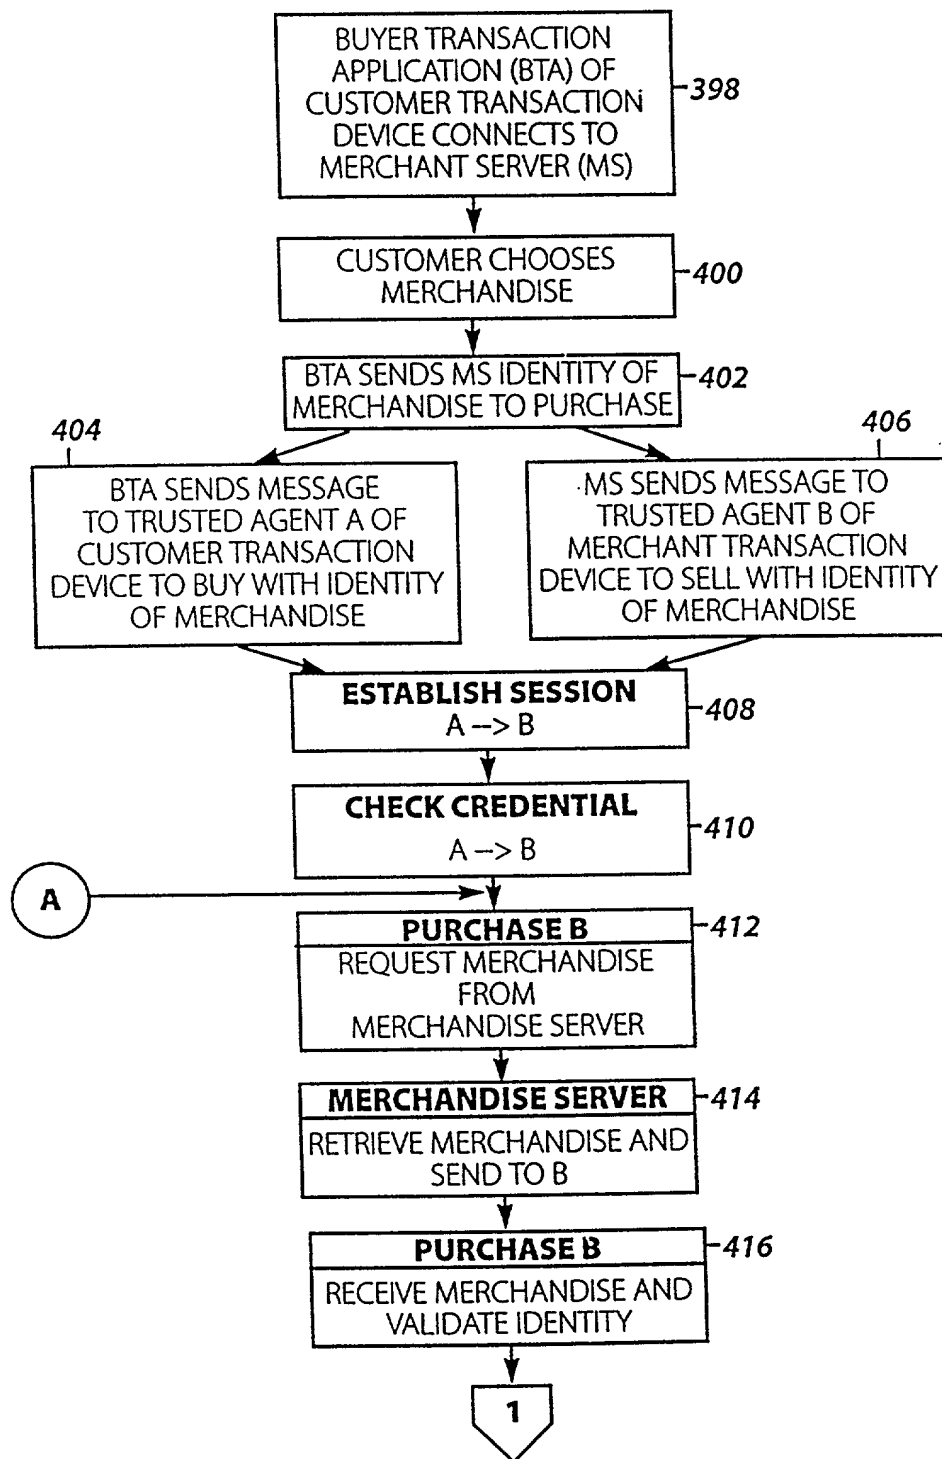 BUYER TRANSACTION
APPLICATION (BTA) OF
CUSTOMER TRANSACTION
DEVICE CONNECTS TO
MERCHANT SERVER (MS)
398
CUSTOMER CHOOSES
MERCHANDISE
400
BTA SENDS MS IDENTITY OF
MERCHANDISE TO PURCHASE
402
404
BTA SENDS MESSAGE
TO TRUSTED AGENT A OF
CUSTOMER TRANSACTION
DEVICE TO BUY WITH IDENTITY
OF MERCHANDISE
406
MS SENDS MESSAGE TO
TRUSTED AGENT B OF
MERCHANT TRANSACTION
DEVICE TO SELL WITH IDENTITY
OF MERCHANDISE
ESTABLISH SESSION
A --> B
408
CHECK CREDENTIAL
A --> B
410
A
PURCHASE B
412
REQUEST MERCHANDISE
FROM
MERCHANDISE SERVER
MERCHANDISE SERVER
414
RETRIEVE MERCHANDISE AND
SEND TO B
PURCHASE B
416
RECEIVE MERCHANDISE AND
VALIDATE IDENTITY
1